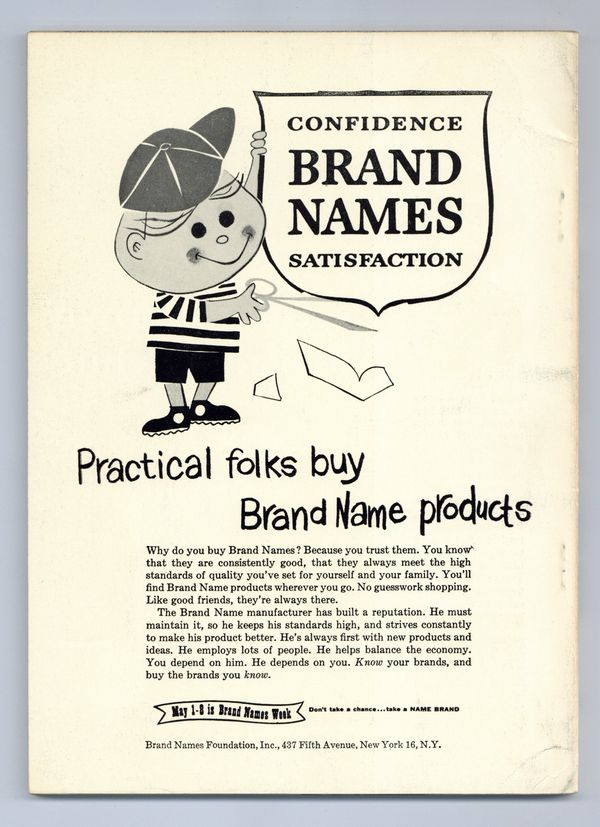 CONFIDENCE
BRAND
NAMES
SATISFACTION
Practical folks buy
Brand Name products
Why do you buy Brand Names? Because you trust them. You know
that they are consistently good, that they always meet the high
standards of quality you've set for yourself and your family. You'll
find Brand Name products wherever you go. No guesswork shopping.
Like good friends, they're always there.
The Brand Name manufacturer has built a reputation. He must
maintain it, so he keeps his standards high, and strives constantly
to make his product better. He's always first with new products and
ideas. He employs lots of people. He helps balance the economy.
You depend on him. He depends on you. Know your brands, and
buy the brands you know.
May 1-8 is Brand Names Week Don't take a chance...take a NAME BRAND
Brand Names Foundation, Inc., 437 Fifth Avenue, New York 16, N.Y.